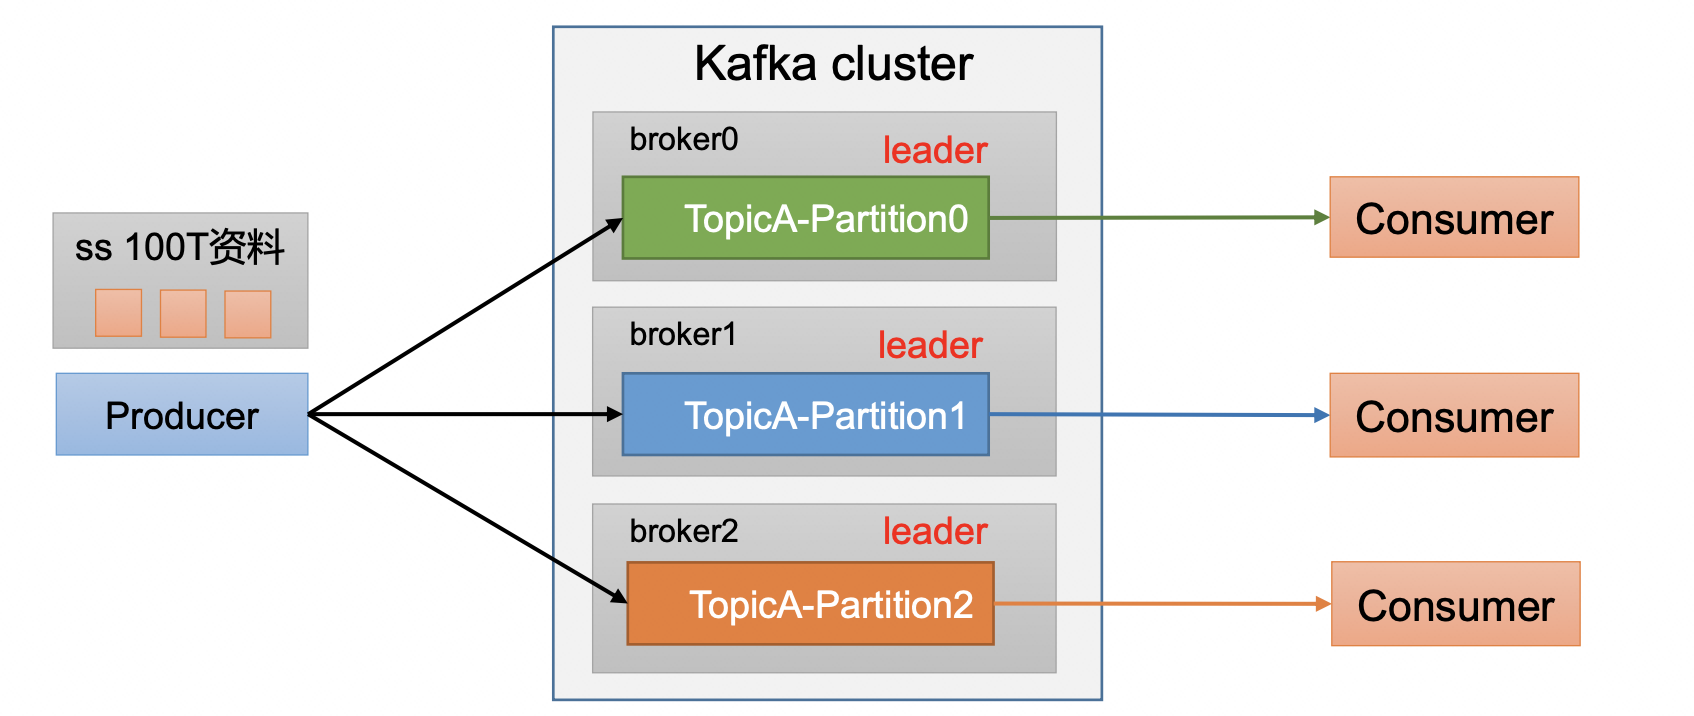 Kafka cluster
broker0
leader
TopicA-Partition0
Consumer
ss 100T资料
Producer
broker1
leader
TopicA-Partition1
Consumer
broker2
leader
TopicA-Partition2
Consumer